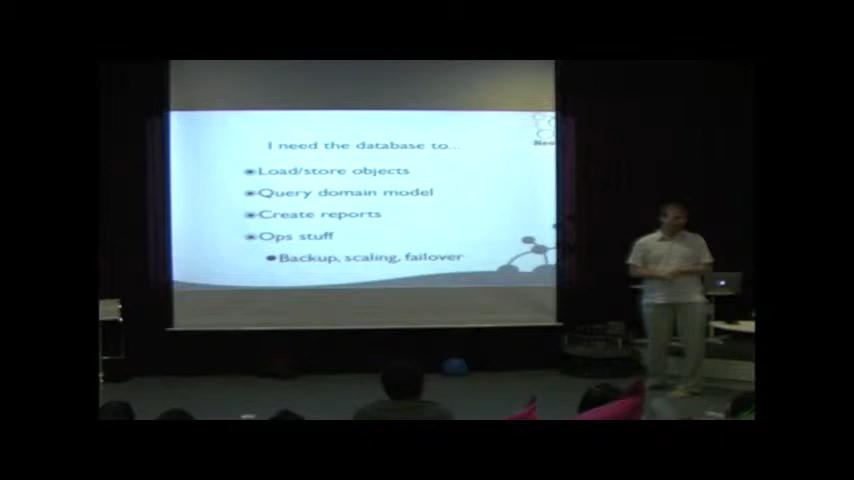 I need the database to...
Load/store objects
Query domain model
Create reports
Ops stuff
Backup, scaling, failover